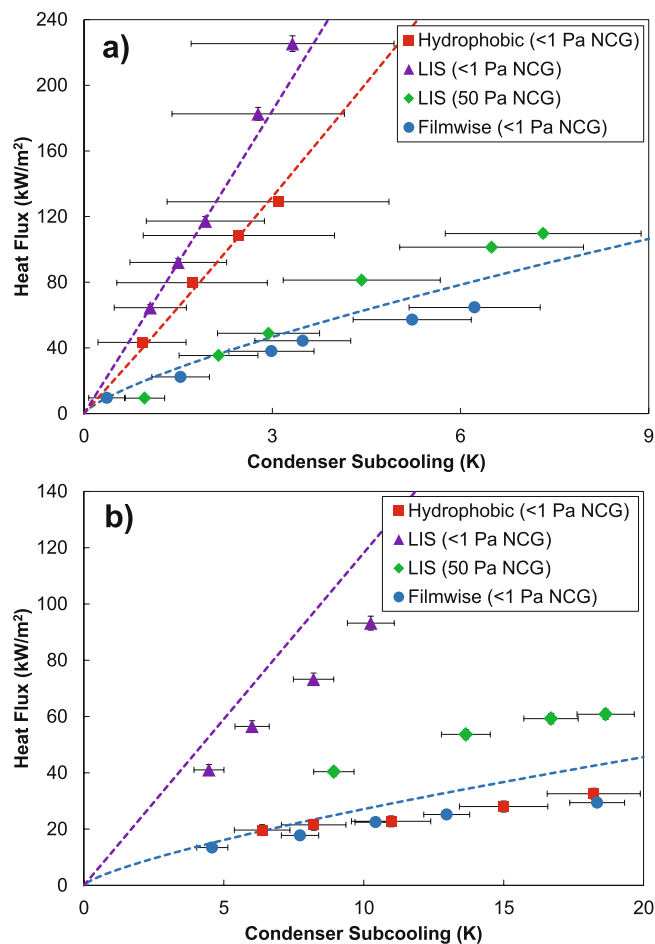 a)
Hydrophobic (<1 Pa NCG)
LIS (<1 Pa NCG)
LIS (50 Pa NCG)
Filmwise (<1 Pa NCG)
240
200
160
120
80
40
0
Heat Flux (kW/m²)
0 3 6 9
Condenser Subcooling (K)
b)
Hydrophobic (<1 Pa NCG)
LIS (<1 Pa NCG)
LIS (50 Pa NCG)
Filmwise (<1 Pa NCG)
140
120
100
80
60
40
20
0
Heat Flux (kW/m²)
0 5 10 15 20
Condenser Subcooling (K)